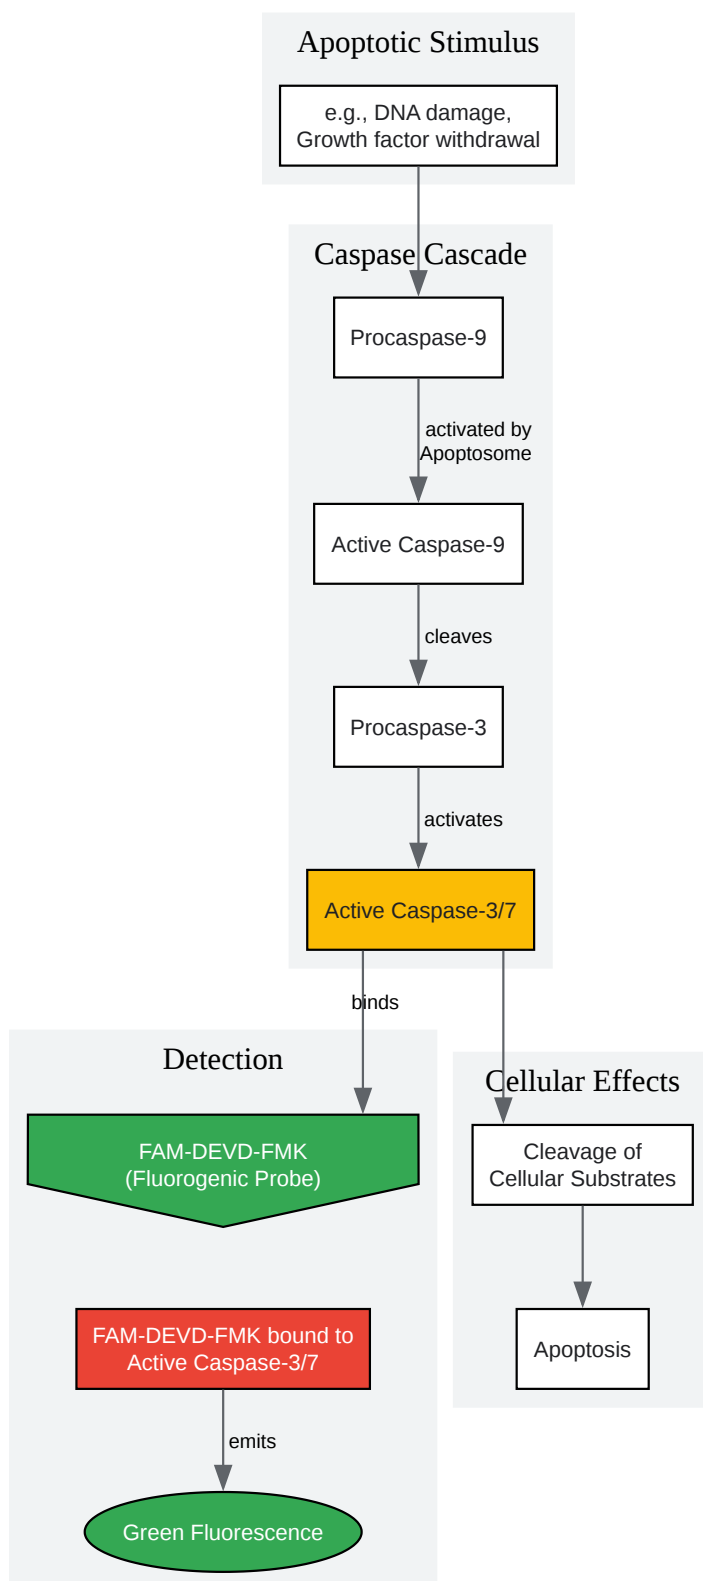 Apoptotic Stimulus
e.g., DNA damage,
Growth factor withdrawal
Caspase Cascade
Procaspase-9
activated by
Apoptosome
Active Caspase-9
cleaves
Procaspase-3
activates
Active Caspase-3/7
binds
Detection
FAM-DEVD-FMK
(Fluorogenic Probe)
FAM-DEVD-FMK bound to
Active Caspase-3/7
emits
Green Fluorescence
Cellular Effects
Cleavage of
Cellular Substrates
Apoptosis